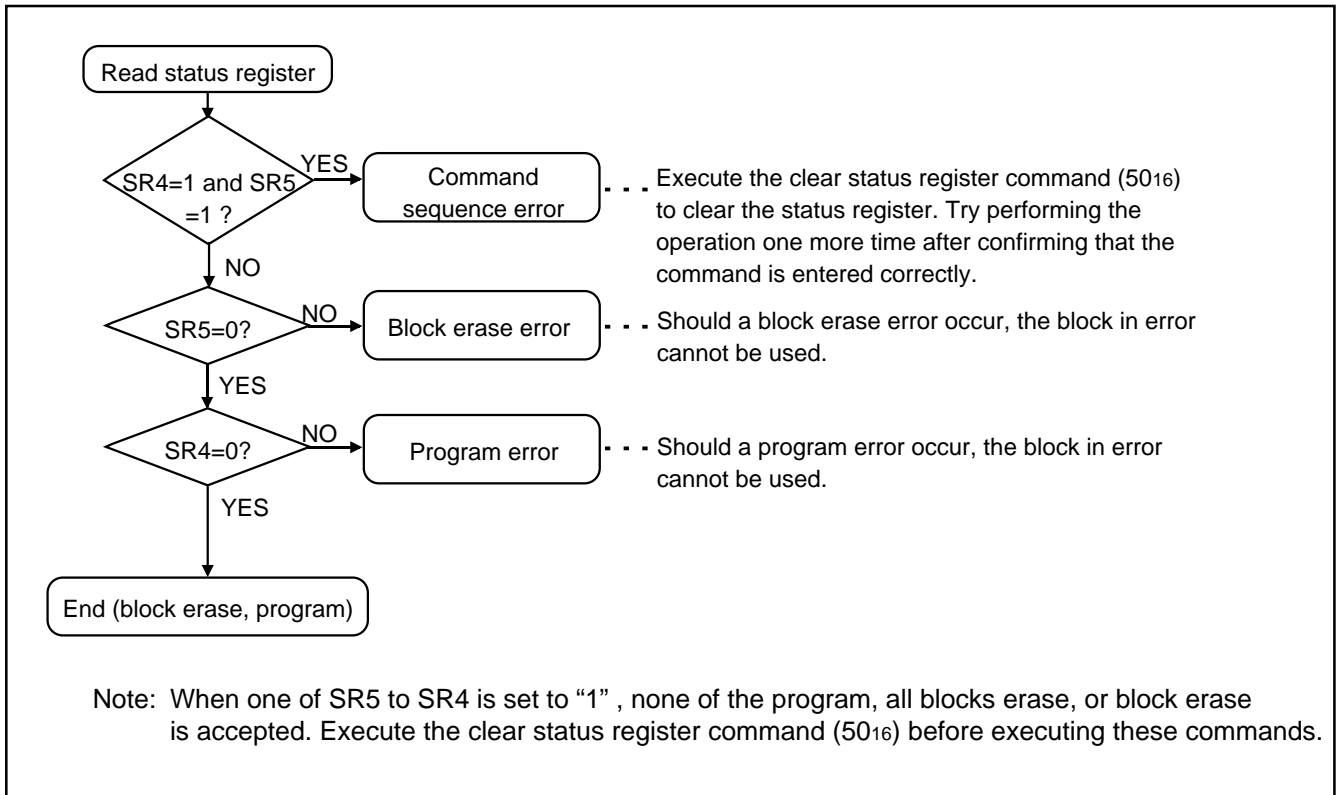 Read status register
SR4=1 and SR5
=1 ?
YES
Command
sequence error
Execute the clear status register command (5016)
to clear the status register. Try performing the
operation one more time after confirming that the
command is entered correctly.
NO
SR5=0?
NO
Block erase error
Should a block erase error occur, the block in error
cannot be used.
YES
SR4=0?
NO
Program error
Should a program error occur, the block in error
cannot be used.
YES
End (block erase, program)
Note: When one of SR5 to SR4 is set to “1” , none of the program, all blocks erase, or block erase
is accepted. Execute the clear status register command (5016) before executing these commands.